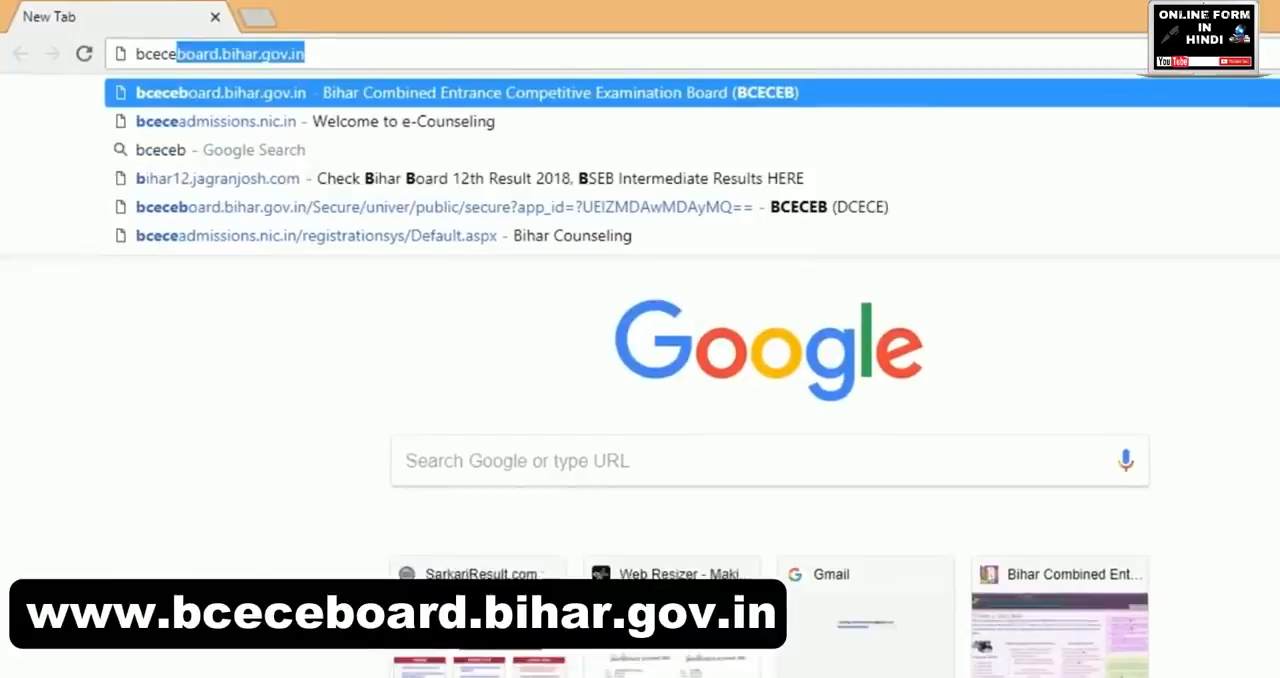 New Tab
ONLINE FORM
IN
HINDI
YouTube
bceceboard.bihar.gov.in
bceceboard.bihar.gov.in - Bihar Combined Entrance Competitive Examination Board (BCECEB)
bceceadmissions.nic.in - Welcome to e-Counseling
bceceb - Google Search
bihar12.jagranjosh.com - Check Bihar Board 12th Result 2018, BSEB Intermediate Results HERE
bceceboard.bihar.gov.in/Secure/univer/public/secure?app_id=?UElZMDAwMDAyMQ== - BCECEB (DCECE)
bceceadmissions.nic.in/registrationsys/Default.aspx - Bihar Counseling
Google
Search Google or type URL
SarkariResult.com :
Web Resizer - Maki...
Gmail
Bihar Combined Ent...
www.bceceboard.bihar.gov.in